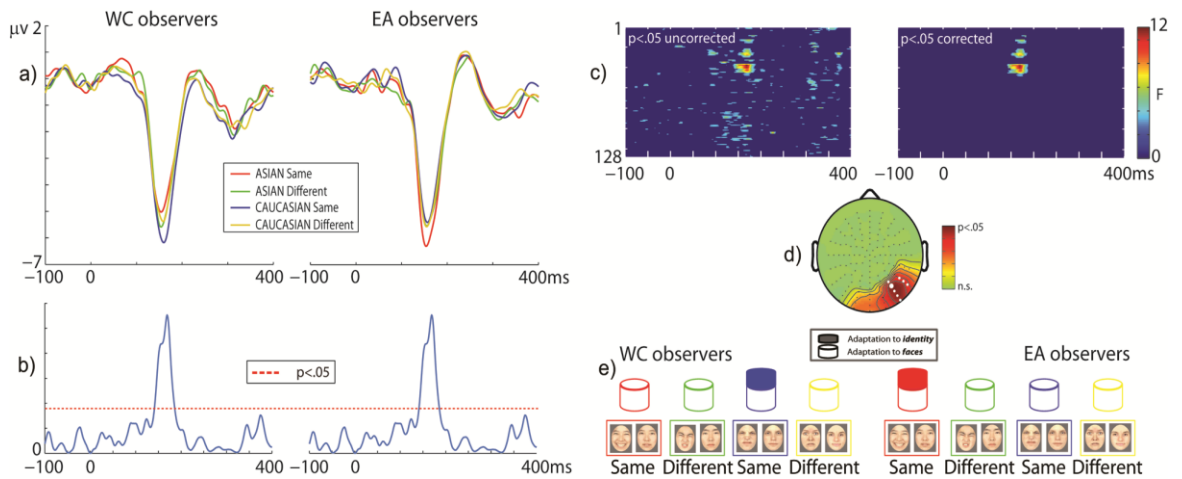 WC observers
EA observers
μv 2
a)
ASIAN Same
ASIAN Different
CAUCASIAN Same
CAUCASIAN Different
−7
−100
0
400
−100
0
400ms
b)
p<.05
0
−100
0
400
−100
0
400ms
1
p<.05 uncorrected
p<.05 corrected
12
c)
F
128
0
−100
0
400
−100
0
400ms
d)
p<.05
n.s.
Adaptation to identity
Adaptation to faces
e)
WC observers
EA observers
Same Different Same Different
Same Different Same Different